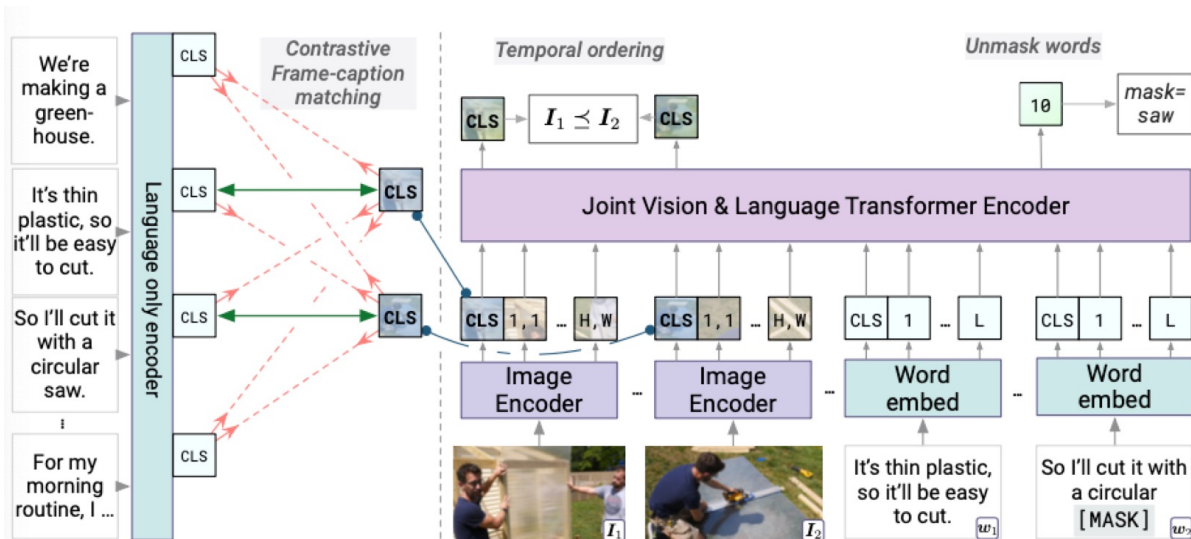 We're
making a
green-
house.
It's thin
plastic, so
it'll be easy
to cut.
So I'll cut it
with a
circular
saw.
⋮
For my
morning
routine, I ...
Language only encoder
CLS
CLS
CLS
CLS
Contrastive
Frame-caption
matching
CLS
CLS
Temporal ordering
Unmask words
CLS
I₁ ⪯ I₂
CLS
10
mask=
saw
Joint Vision & Language Transformer Encoder
CLS 1,1 ... H,W
CLS 1,1 ... H,W
CLS 1 ... L
CLS 1 ... L
Image
Encoder
...
Image
Encoder
...
Word
embed
...
Word
embed
I₁
I₂
It's thin plastic,
so it'll be easy
to cut.
w₁
So I'll cut it with
a circular
[MASK]
w₂